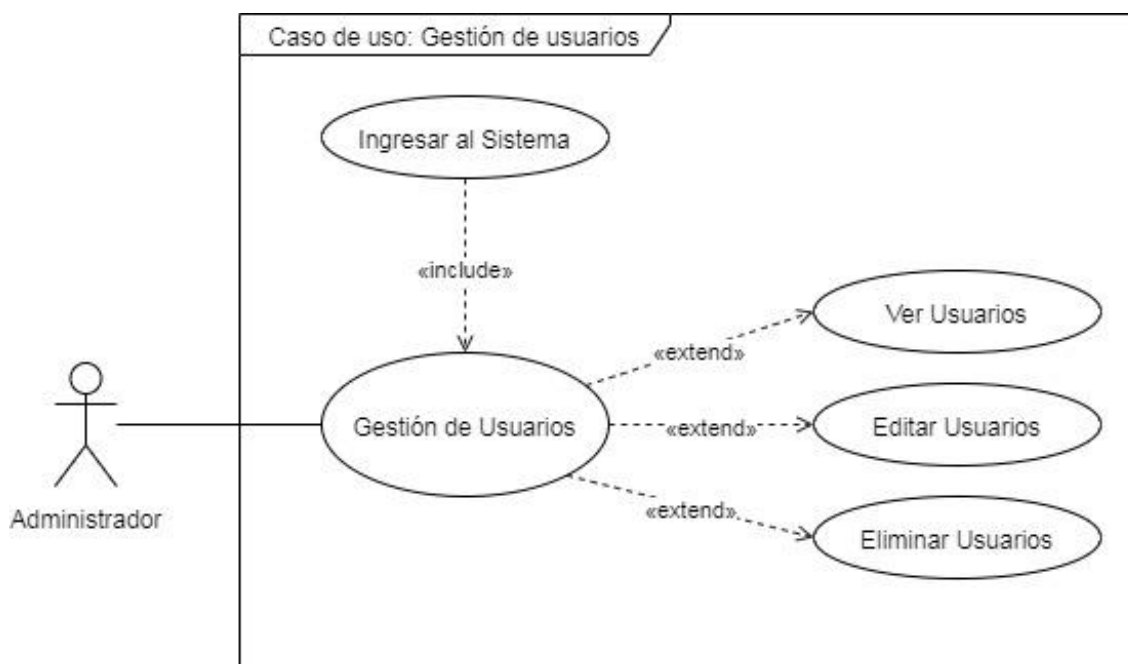 Caso de uso: Gestión de usuarios
Ingresar al Sistema
«include»
Ver Usuarios
«extend»
Gestión de Usuarios
«extend»
Editar Usuarios
«extend»
Eliminar Usuarios
Administrador